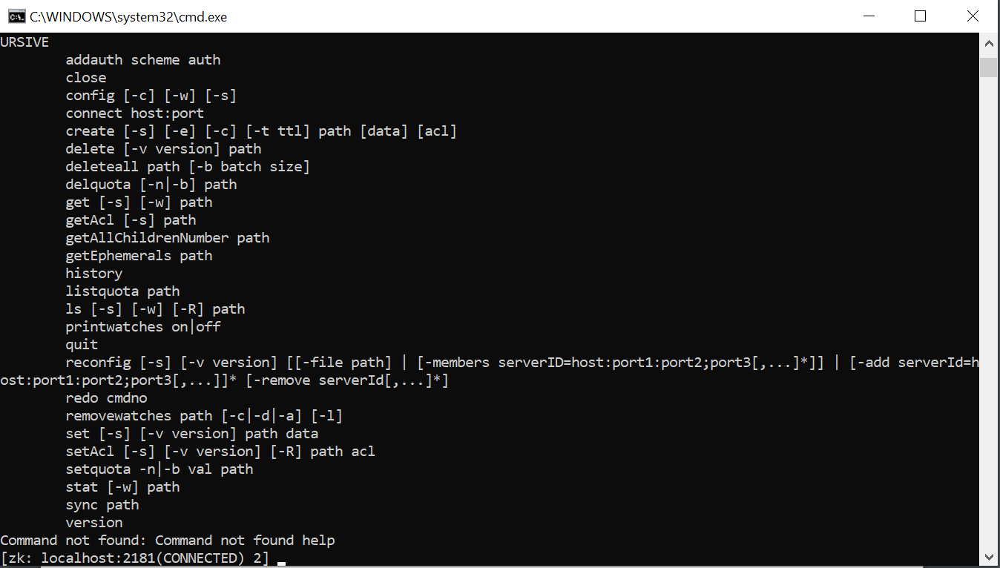 C:\WINDOWS\system32\cmd.exe
URSIVE
addauth scheme auth
close
config [-c] [-w] [-s]
connect host:port
create [-s] [-e] [-c] [-t ttl] path [data] [acl]
delete [-v version] path
deleteall path [-b batch size]
delquota [-n|-b] path
get [-s] [-w] path
getAcl [-s] path
getAllChildrenNumber path
getEphemerals path
history
listquota path
ls [-s] [-w] [-R] path
printwatches on|off
quit
reconfig [-s] [-v version] [[-file path] | [-members serverID=host:port1:port2;port3[,...]*]] | [-add serverId=h
ost:port1:port2;port3[,...]]* [-remove serverId[,...]*]
redo cmdno
removewatches path [-c|-d|-a] [-l]
set [-s] [-v version] path data
setAcl [-s] [-v version] [-R] path acl
setquota -n|-b val path
stat [-w] path
sync path
version
Command not found: Command not found help
[zk: localhost:2181(CONNECTED) 2]